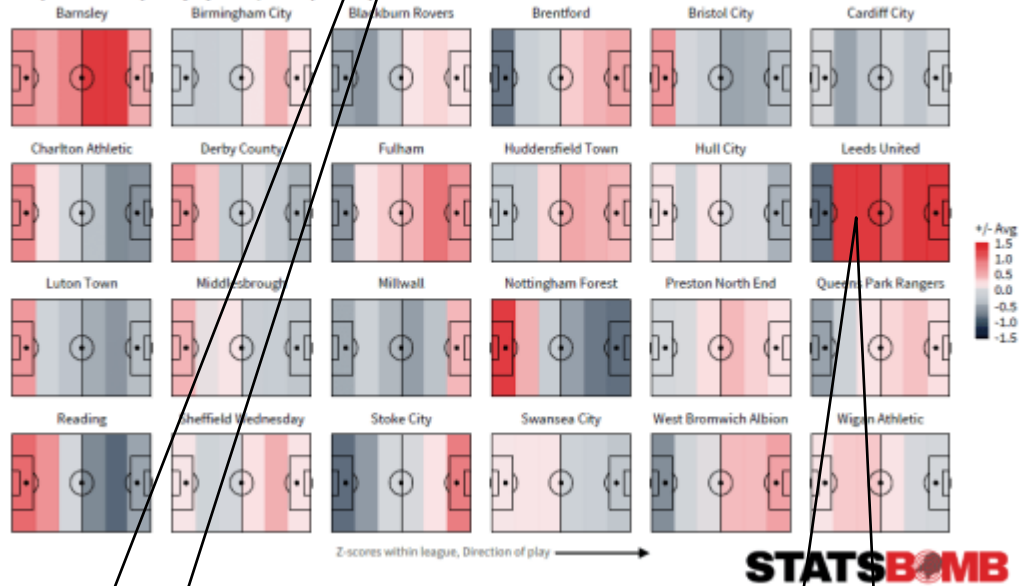 Barnsley Birmingham City Blackburn Rovers Brentford Bristol City Cardiff City
Charlton Athletic Derby County Fulham Huddersfield Town Hull City Leeds United
+/- Avg
1.5
1.0
0.5
0.0
-0.5
-1.0
-1.5
Luton Town Middlesbrough Millwall Nottingham Forest Preston North End Queens Park Rangers
Reading Sheffield Wednesday Stoke City Swansea City West Bromwich Albion Wigan Athletic
Z-scores within league, Direction of play
STATSBOMB